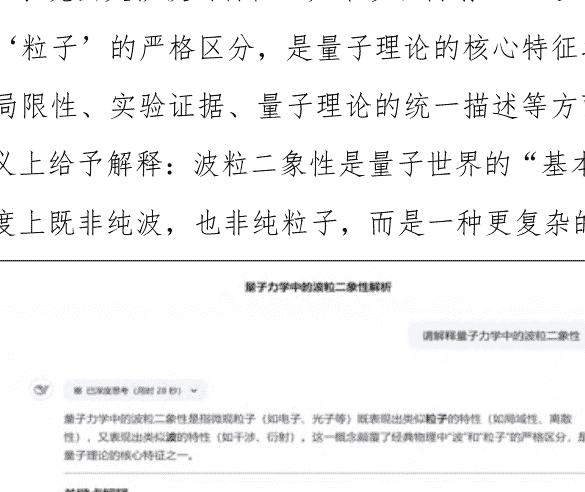 ‘粒子’的严格区分，是量子理论的核心特征
局限性、实验证据、量子理论的统一描述等方
义上给予解释：波粒二象性是量子世界的“基本
度上既非纯波，也非纯粒子，而是一种更复杂的
量子力学中的波粒二象性解析
请解释量子力学中的波粒二象性
已深度思考（用时 28 秒）
量子力学中的波粒二象性是指微观粒子（如电子、光子等）既表现出类似粒子的特性（如局域性、离散
性），又表现出类似波的特性（如干涉、衍射）。这一概念颠覆了经典物理中“波”和“粒子”的严格区分，是
量子理论的核心特征之一。